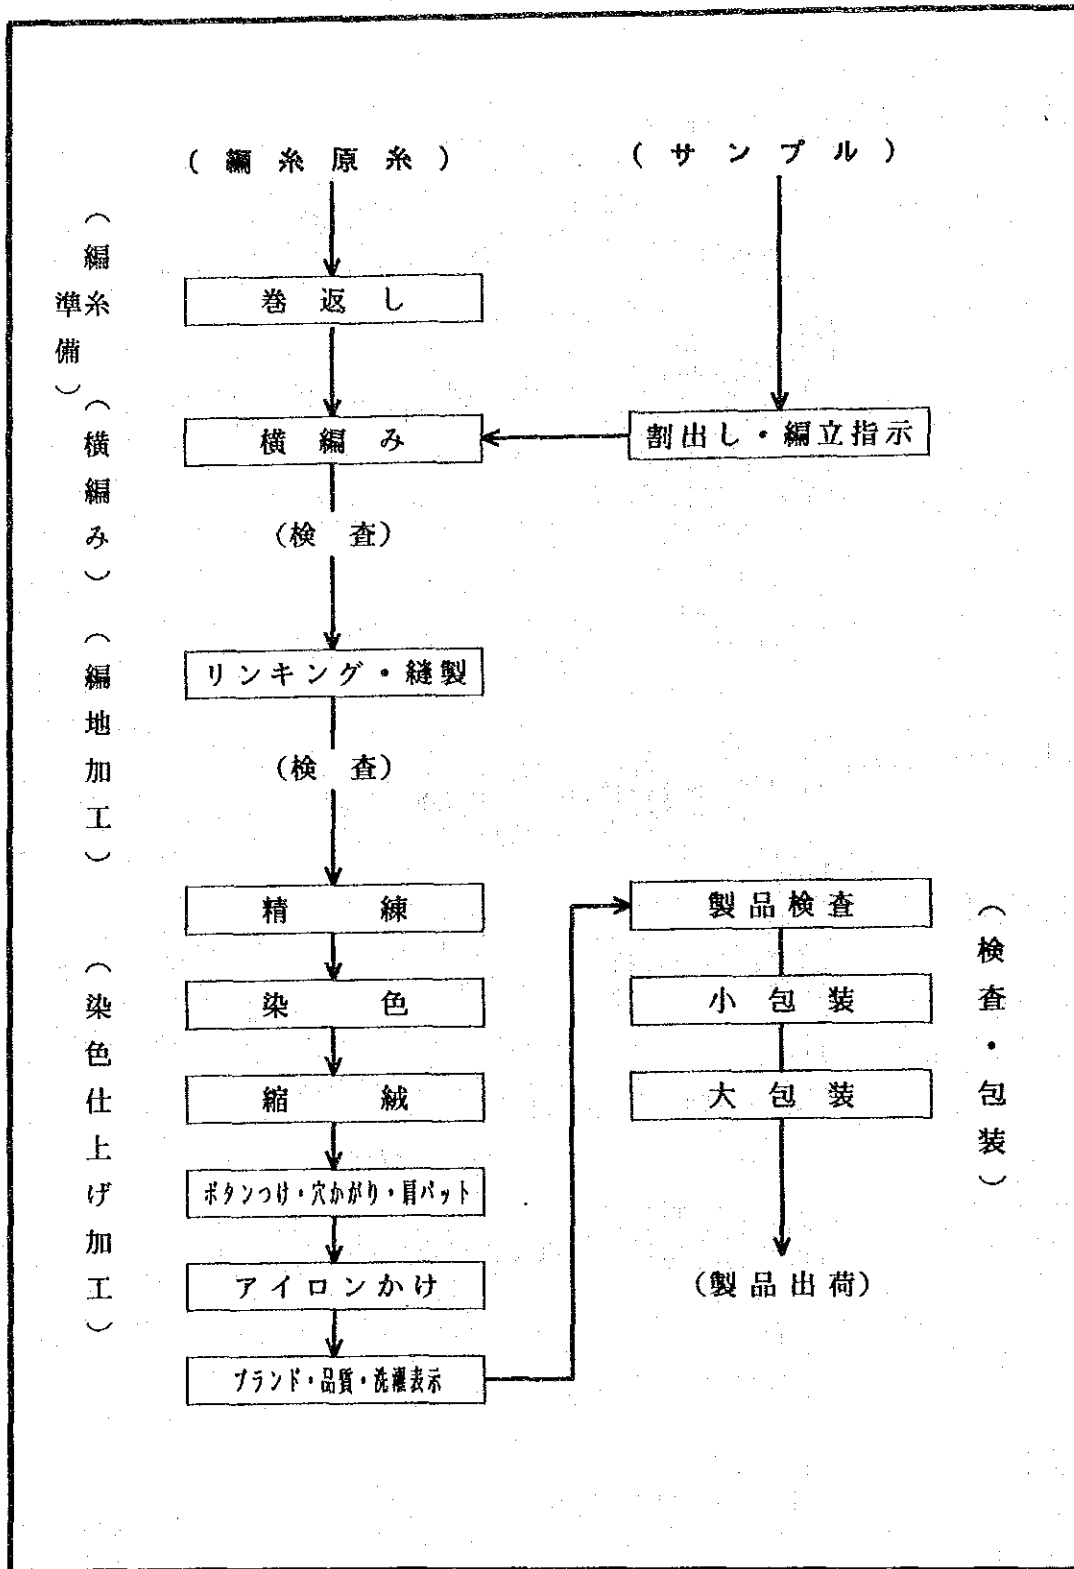 (編糸原糸)
(サンプル)
(編糸
準備)
巻返し
(横編み)
横編み
割出し・編立指示
(検査)
(編地加工)
リンキング・縫製
(検査)
(染色仕上げ加工)
精練
染色
縮絨
ボタンつけ・穴かがり・肩パット
アイロンかけ
ブランド・品質・洗濯表示
製品検査
小包装
大包装
(検査・包装)
(製品出荷)